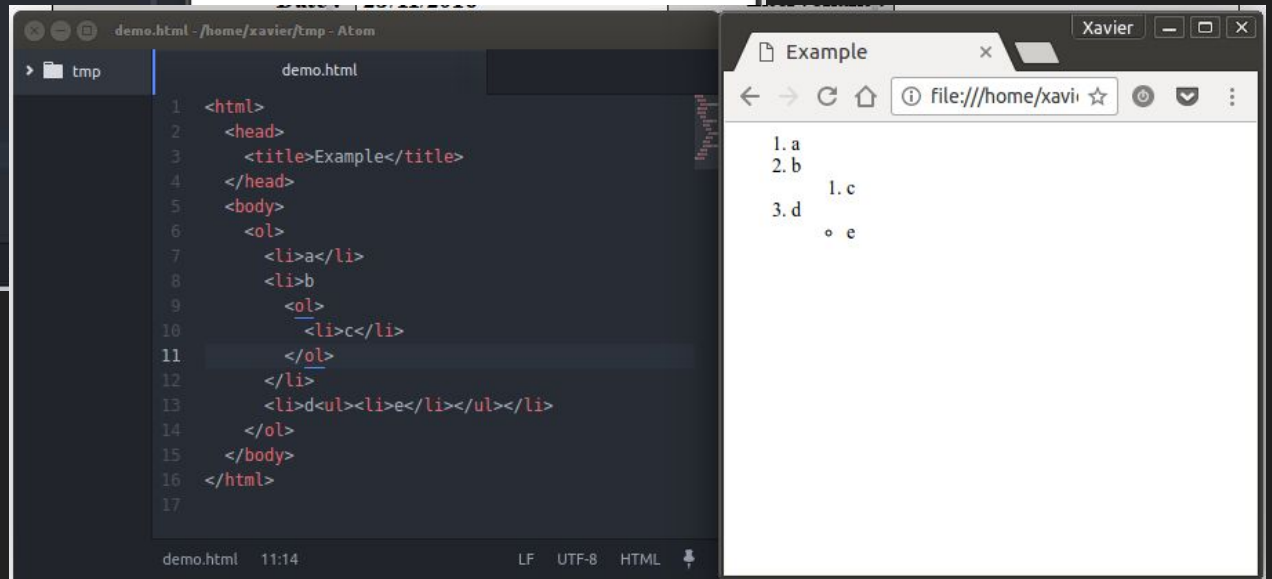 23/11/2016
demo.html - /home/xavier/tmp - Atom
tmp
demo.html
1 <html>
2 <head>
3 <title>Example</title>
4 </head>
5 <body>
6 <ol>
7 <li>a</li>
8 <li>b
9 <ol>
10 <li>c</li>
11 </ol>
12 </li>
13 <li>d<ul><li>e</li></ul></li>
14 </ol>
15 </body>
16 </html>
17
demo.html 11:14 LF UTF-8 HTML
Xavier
Example
file:///home/xavi
1. a
2. b
1. c
3. d
e